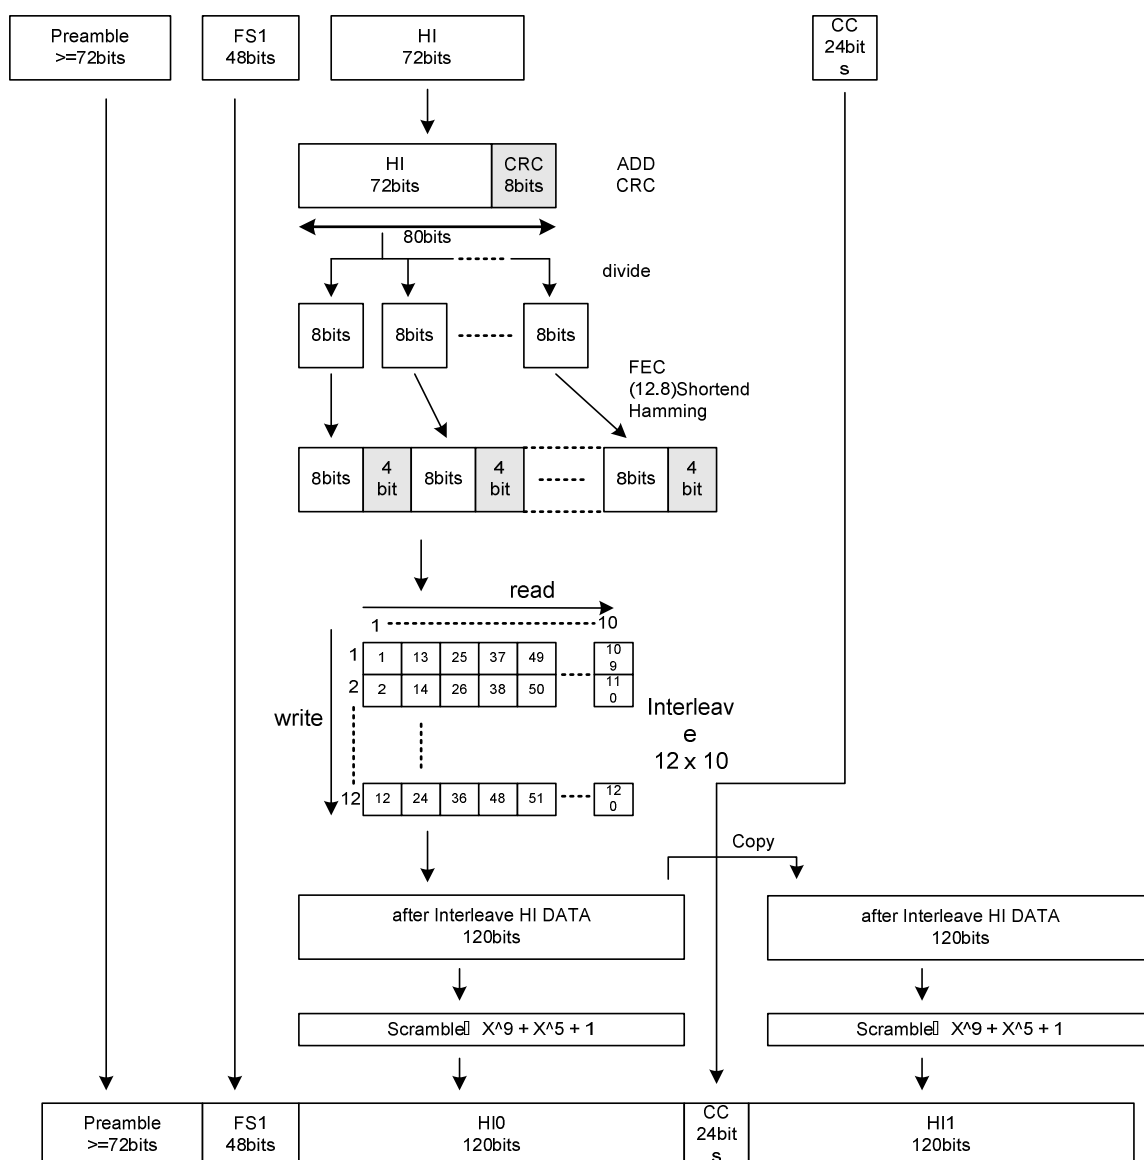 Preamble
>=72bits
FS1
48bits
HI
72bits
CC
24bit
s
HI
72bits
CRC
8bits
ADD
CRC
80bits
divide
8bits
8bits
8bits
FEC
(12.8)Shortend
Hamming
8bits
4
bit
8bits
4
bit
8bits
4
bit
read
1
10
1
1
13
25
37
49
10
9
2
2
14
26
38
50
11
0
write
Interleav
e
12 x 10
12
12
24
36
48
51
12
0
Copy
after Interleave HI DATA
120bits
after Interleave HI DATA
120bits
Scramble▯ X^9 + X^5 + 1
Scramble▯ X^9 + X^5 + 1
Preamble
>=72bits
FS1
48bits
HI0
120bits
CC
24bit
s
HI1
120bits